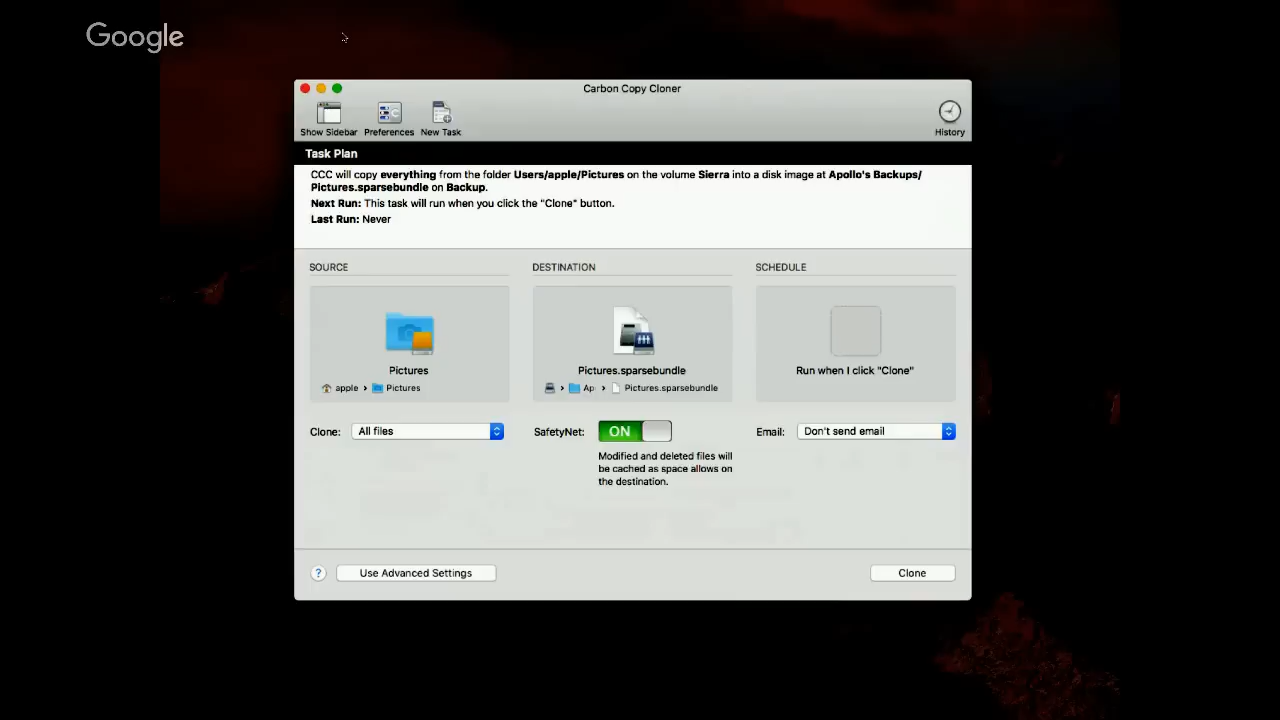 Google
Carbon Copy Cloner
Show Sidebar Preferences New Task History
Task Plan
CCC will copy everything from the folder Users/apple/Pictures on the volume Sierra into a disk image at Apollo's Backups/
Pictures.sparsebundle on Backup.
Next Run: This task will run when you click the "Clone" button.
Last Run: Never
SOURCE DESTINATION SCHEDULE
Pictures Pictures.sparsebundle Run when I click "Clone"
apple › Pictures › Ap › Pictures.sparsebundle
Clone: All files SafetyNet: ON Email: Don't send email
Modified and deleted files will
be cached as space allows on
the destination.
? Use Advanced Settings Clone